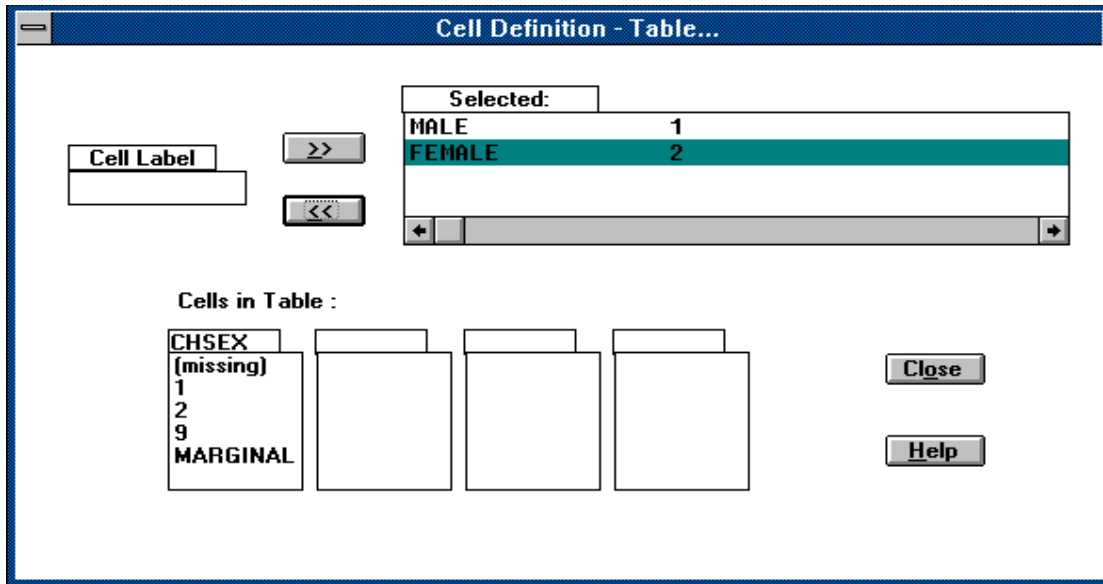 Cell Definition - Table...
Selected:
MALE 1
FEMALE 2
Cell Label
>>
<<
Cells in Table :
CHSEX
(missing)
1
2
9
MARGINAL
Close
Help